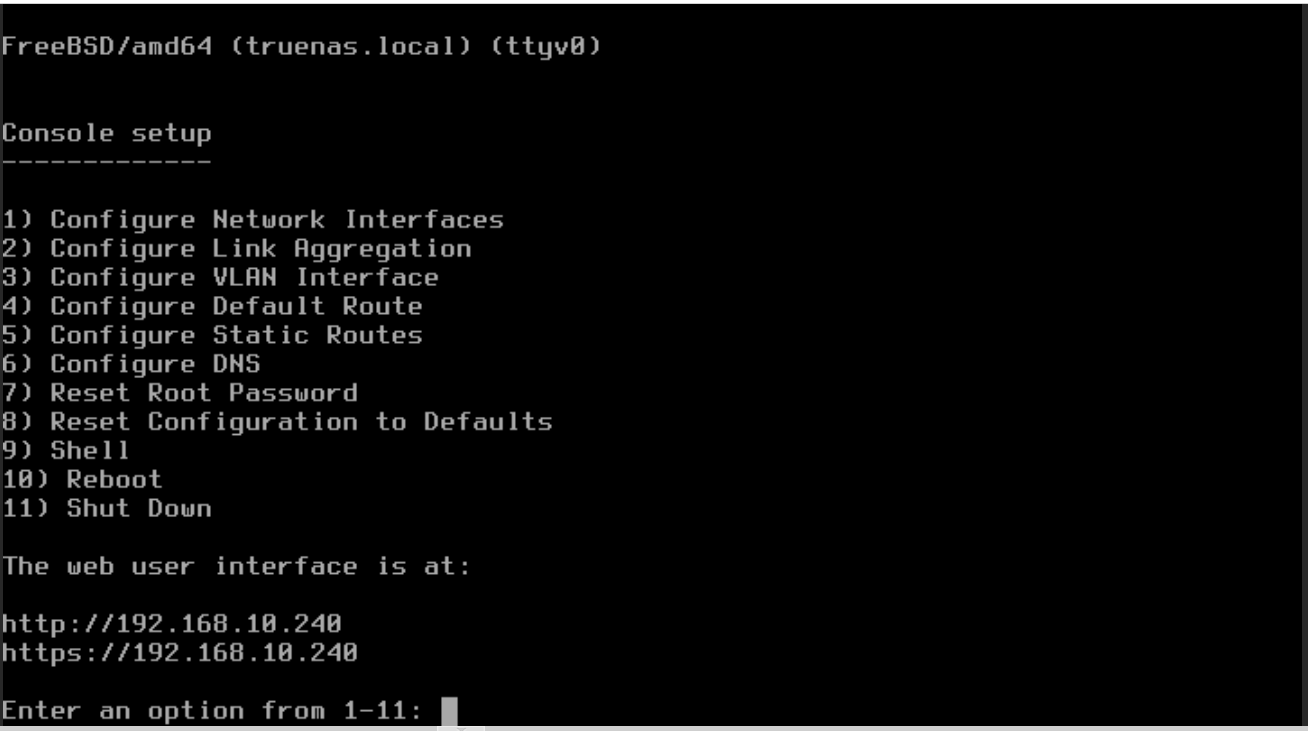 FreeBSD/amd64 (truenas.local) (ttyv0)
Console setup
-------------
1) Configure Network Interfaces
2) Configure Link Aggregation
3) Configure VLAN Interface
4) Configure Default Route
5) Configure Static Routes
6) Configure DNS
7) Reset Root Password
8) Reset Configuration to Defaults
9) Shell
10) Reboot
11) Shut Down
The web user interface is at:
http://192.168.10.240
https://192.168.10.240
Enter an option from 1-11: